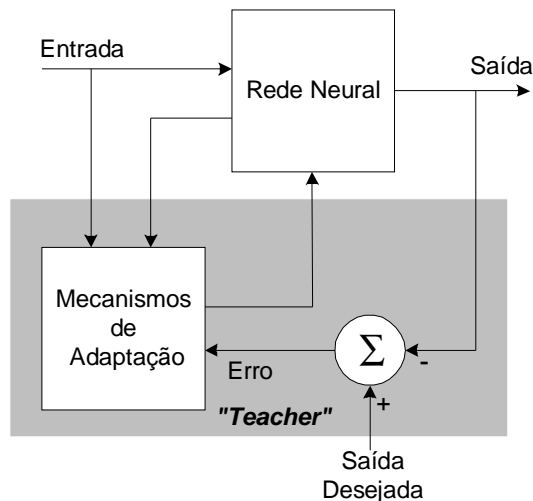 Entrada
Rede Neural
Saída
Mecanismos
de
Adaptação
Erro
Σ
-
+
"Teacher"
Saída
Desejada